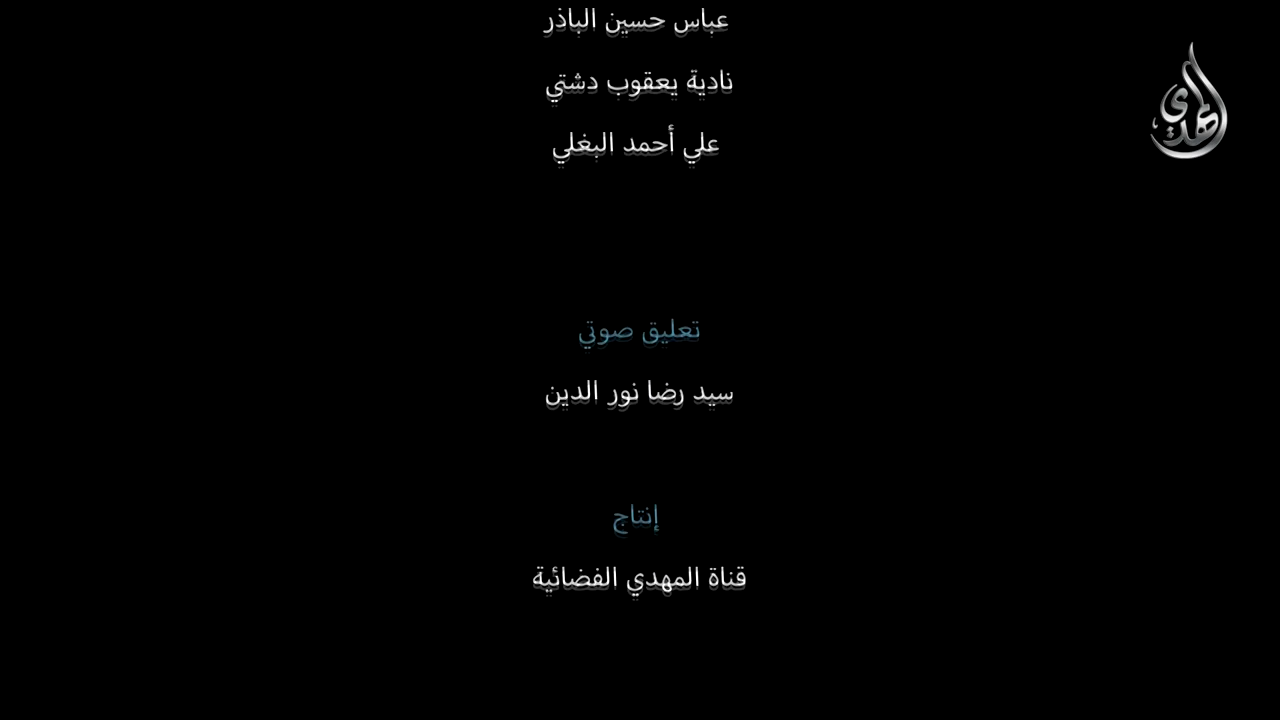 عباس حسين الباذر
نادية يعقوب دشتي
علي أحمد البغلي
المهدي
تعليق صوتي
سيد رضا نور الدين
إنتاج
قناة المهدي الفضائية